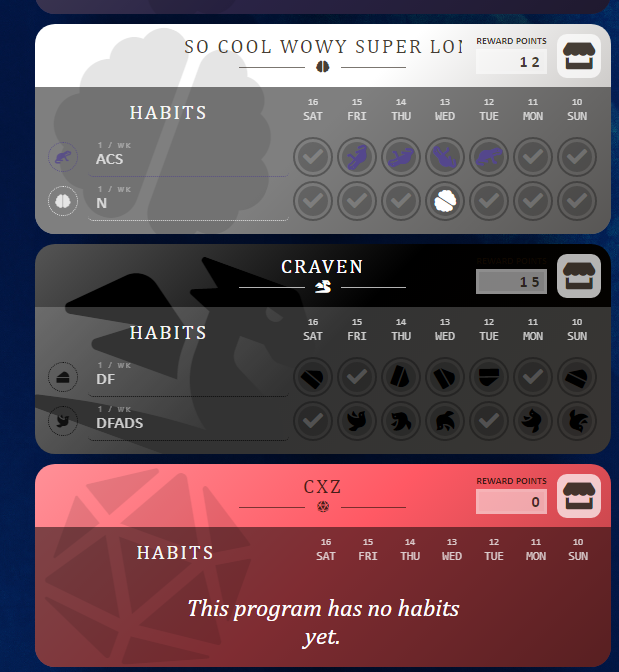 SO COOL WOWY SUPER LON
REWARD POINTS
12
HABITS
16 15 14 13 12 11 10
SAT FRI THU WED TUE MON SUN
1 / WK
ACS
1 / WK
N
CRAVEN
REWARD POINTS
15
HABITS
16 15 14 13 12 11 10
SAT FRI THU WED TUE MON SUN
1 / WK
DF
1 / WK
DFADS
CXZ
REWARD POINTS
0
HABITS
16 15 14 13 12 11 10
SAT FRI THU WED TUE MON SUN
This program has no habits
yet.